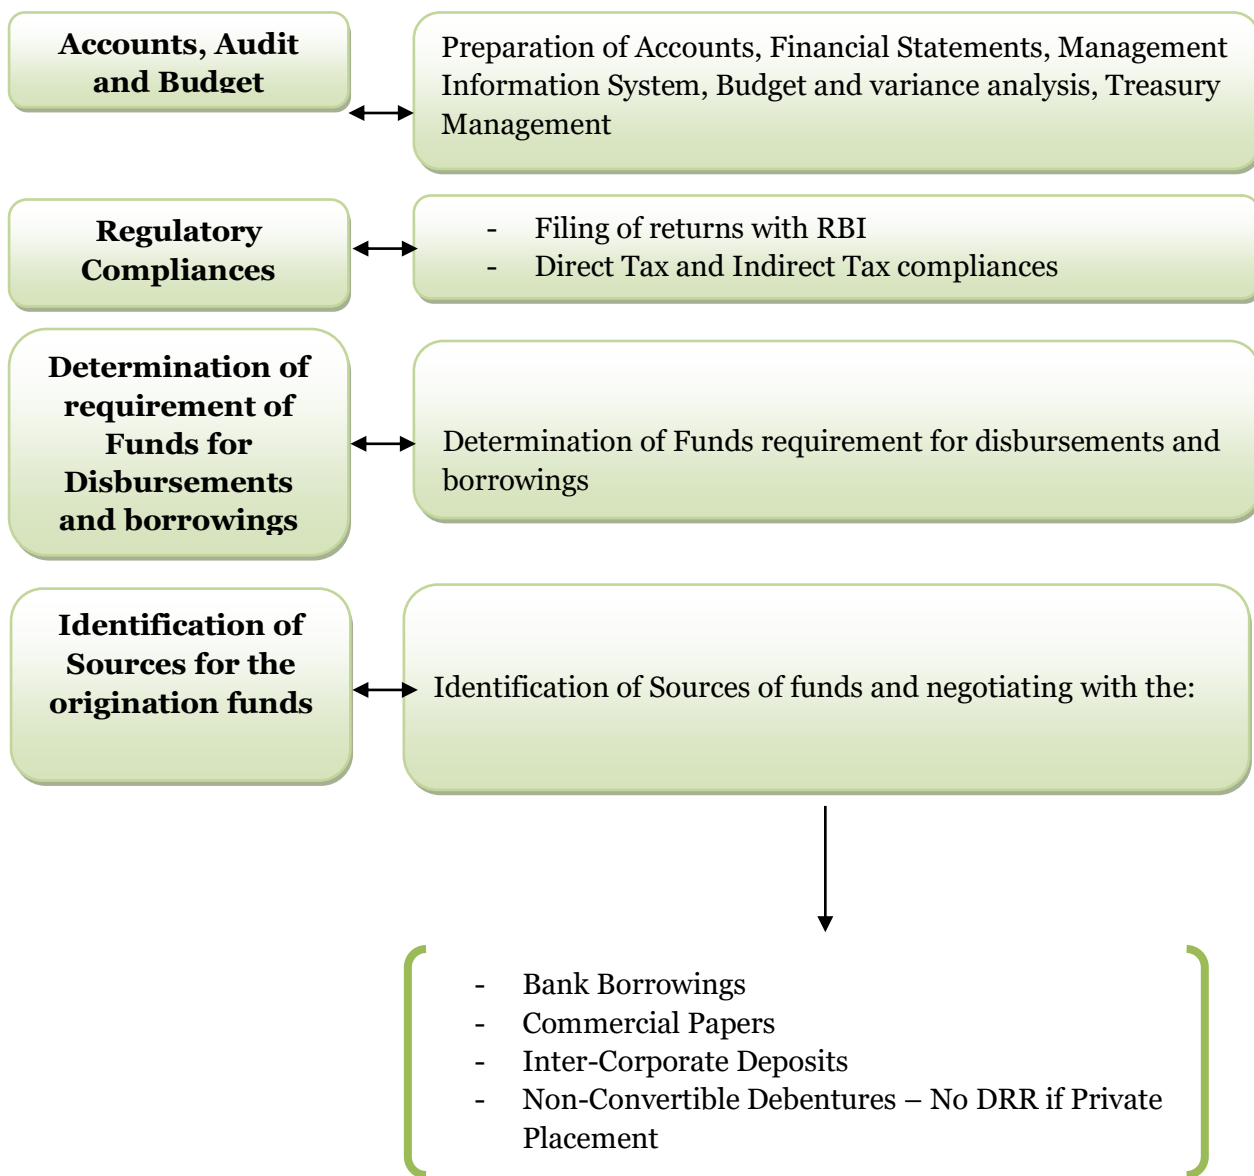 Accounts, Audit
and Budget
Preparation of Accounts, Financial Statements, Management
Information System, Budget and variance analysis, Treasury
Management
Regulatory
Compliances
- Filing of returns with RBI
- Direct Tax and Indirect Tax compliances
Determination of
requirement of
Funds for
Disbursements
and borrowings
Determination of Funds requirement for disbursements and
borrowings
Identification of
Sources for the
origination funds
Identification of Sources of funds and negotiating with the:
- Bank Borrowings
- Commercial Papers
- Inter-Corporate Deposits
- Non-Convertible Debentures – No DRR if Private
Placement